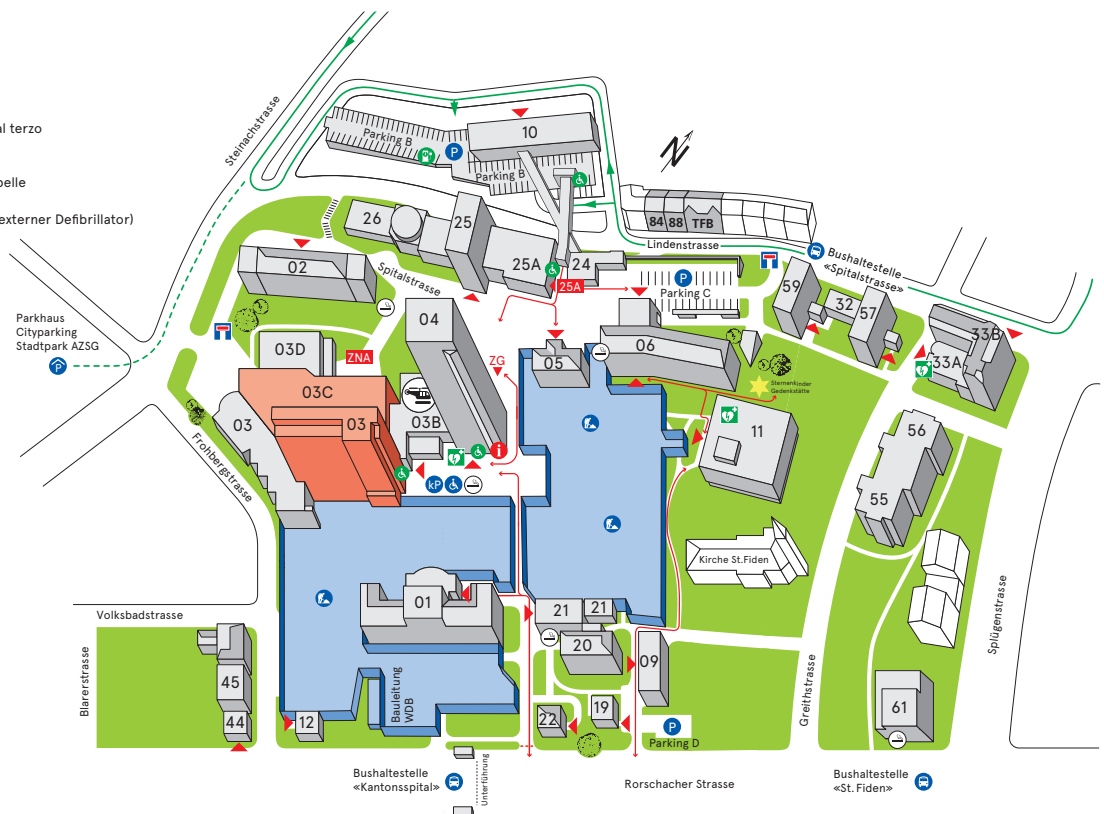 al terzo
pelle
externer Defibrillator)
Steinachstrasse
Parking B
P
Parking B
10
84 88 TFB
Lindenstrasse
Bushaltestelle
«Spitalstrasse»
26
25
25A
24
25A
P
Parking C
N
02
Spitalstrasse
59
32
57
33B
33A
Parkhaus
Cityparking
Stadtpark AZSG
P
04
03D
ZNA
ZG
05
06
Sternenkinder
Gedenkstätte
03C
03
03
03B
i
kP
11
56
55
Frohbergstrasse
Kirche St.Fiden
01
21
21
20
09
Volksbadstrasse
Blarerstrasse
45
44
12
Bauleitung
WDB
22
19
P
Parking D
Greithstrasse
Splügenstrasse
61
Bushaltestelle
«Kantonsspital»
Unterführung
Rorschacher Strasse
Bushaltestelle
«St. Fiden»